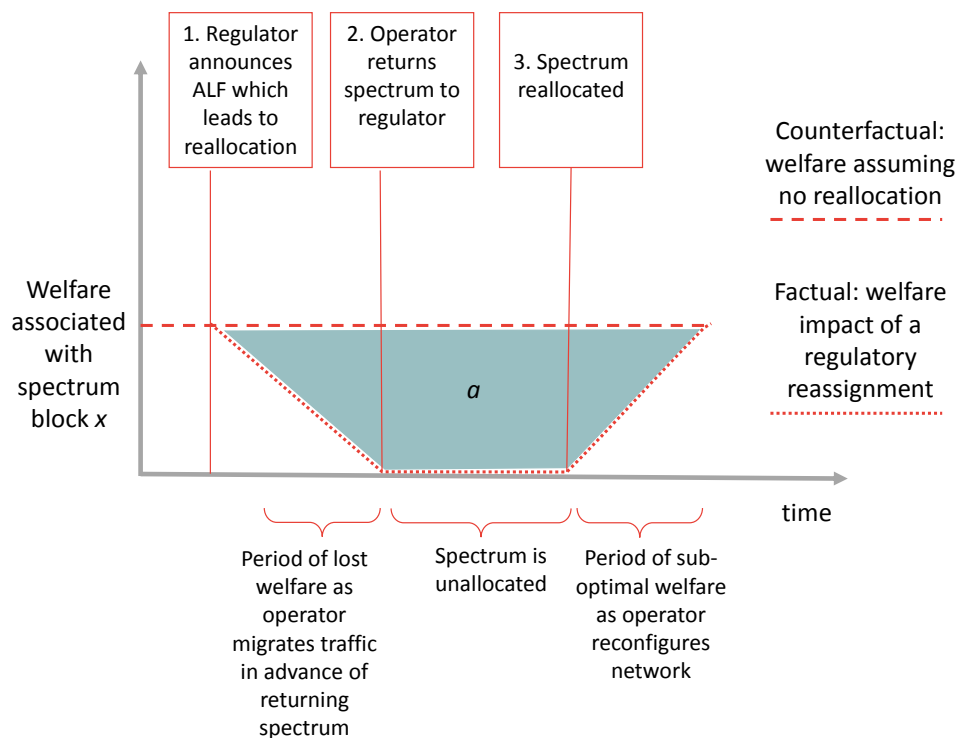 1. Regulator
announces
ALF which
leads to
reallocation
2. Operator
returns
spectrum to
regulator
3. Spectrum
reallocated
Counterfactual:
welfare assuming
no reallocation
Factual: welfare
impact of a
regulatory
reassignment
Welfare
associated
with
spectrum
block x
a
time
Period of lost
welfare as
operator
migrates traffic
in advance of
returning
spectrum
Spectrum is
unallocated
Period of sub-
optimal welfare
as operator
reconfigures
network